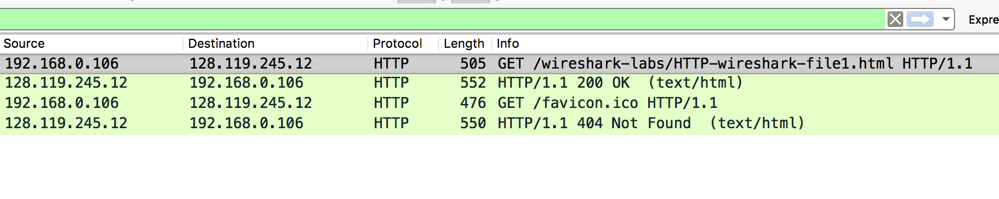 Expre
Source Destination Protocol Length Info
192.168.0.106 128.119.245.12 HTTP 505 GET /wireshark-labs/HTTP-wireshark-file1.html HTTP/1.1
128.119.245.12 192.168.0.106 HTTP 552 HTTP/1.1 200 OK (text/html)
192.168.0.106 128.119.245.12 HTTP 476 GET /favicon.ico HTTP/1.1
128.119.245.12 192.168.0.106 HTTP 550 HTTP/1.1 404 Not Found (text/html)